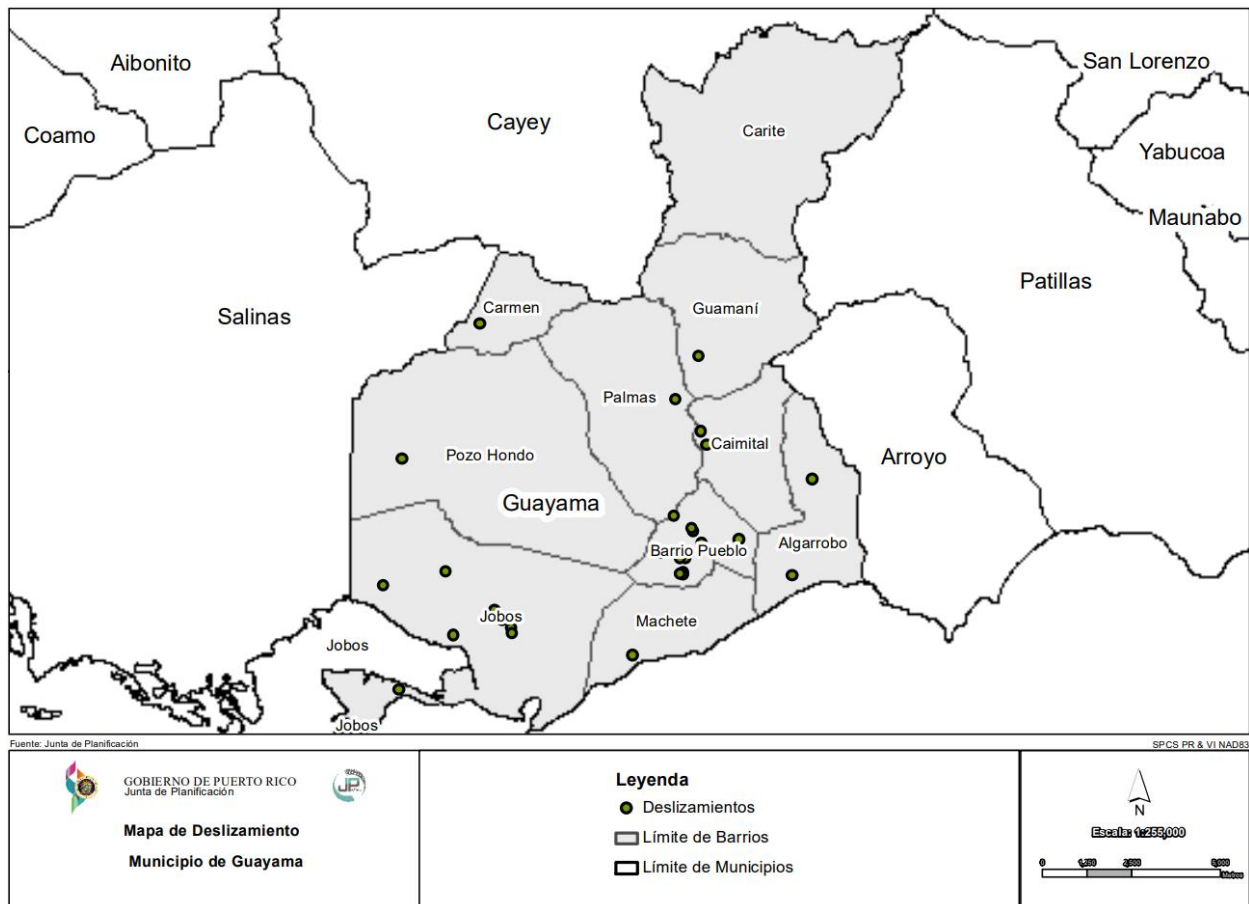 Aibonito
San Lorenzo
Coamo
Cayey
Carite
Yabucoa
Maunabo
Patillas
Salinas
Carmen
Guamaní
Palmas
Caimital
Pozo Hondo
Arroyo
Guayama
Barrio Pueblo
Algarrobo
Jobos
Machete
Jobos
Jobos
Fuente: Junta de Planificación
SPCS PR & VI NAD83
GOBIERNO DE PUERTO RICO
Junta de Planificación
JP
Mapa de Deslizamiento
Municipio de Guayama
Leyenda
Deslizamientos
Límite de Barrios
Límite de Municipios
N
Escala: 1:255,000
0
Metros